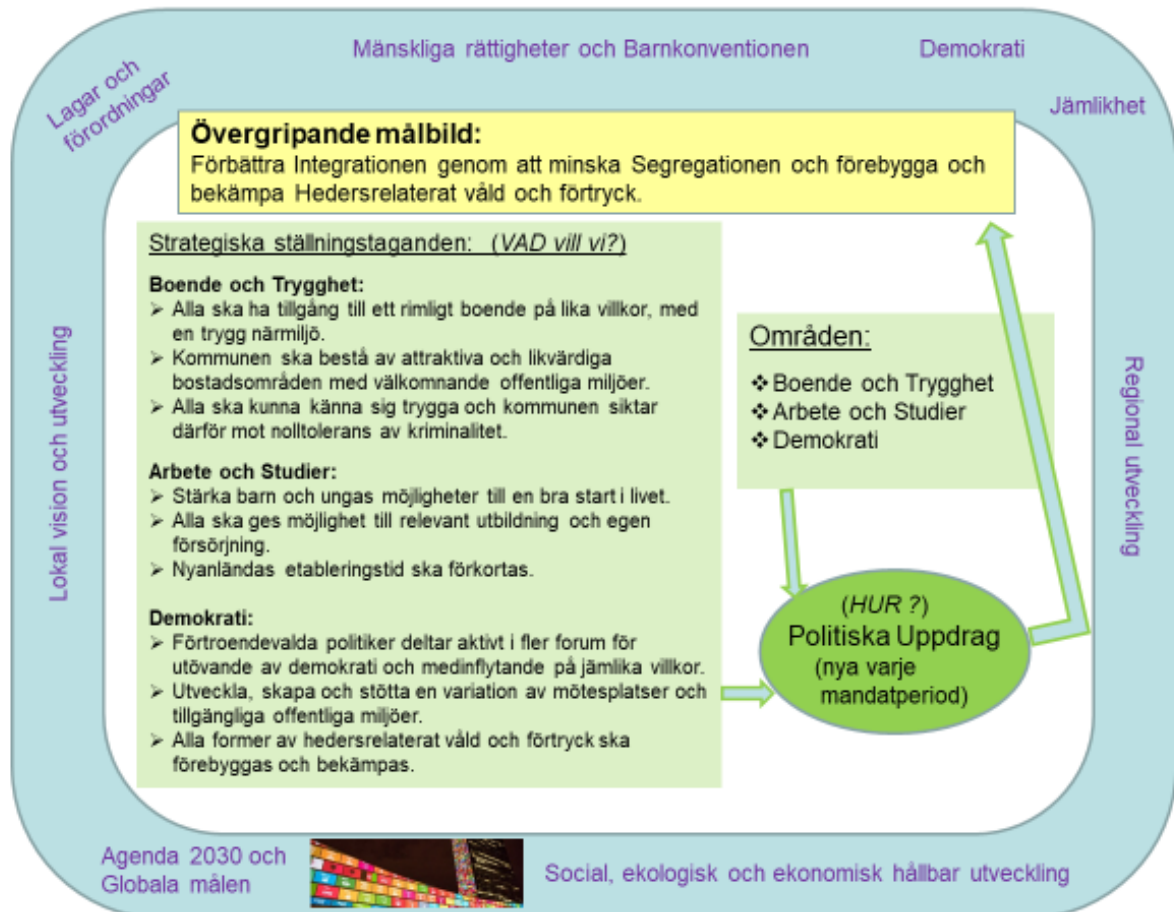 Mänskliga rättigheter och Barnkonventionen
Demokrati
Lagar och
förordningar
Jämlikhet
Övergripande målbild:
Förbättra Integrationen genom att minska Segregationen och förebygga och
bekämpa Hedersrelaterat våld och förtryck.
Strategiska ställningstaganden: (VAD vill vi?)
Boende och Trygghet:
➢ Alla ska ha tillgång till ett rimligt boende på lika villkor, med
en trygg närmiljö.
➢ Kommunen ska bestå av attraktiva och likvärdiga
bostadsområden med välkomnande offentliga miljöer.
➢ Alla ska kunna känna sig trygga och kommunen siktar
därför mot nolltolerans av kriminalitet.
Arbete och Studier:
➢ Stärka barn och ungas möjligheter till en bra start i livet.
➢ Alla ska ges möjlighet till relevant utbildning och egen
försörjning.
➢ Nyanländas etableringstid ska förkortas.
Demokrati:
➢ Förtroendevalda politiker deltar aktivt i fler forum för
utövande av demokrati och medinflytande på jämlika villkor.
➢ Utveckla, skapa och stötta en variation av mötesplatser och
tillgängliga offentliga miljöer.
➢ Alla former av hedersrelaterat våld och förtryck ska
förebyggas och bekämpas.
Områden:
❖ Boende och Trygghet
❖ Arbete och Studier
❖ Demokrati
(HUR ?)
Politiska Uppdrag
(nya varje
mandatperiod)
Lokal vision och utveckling
Regional utveckling
Agenda 2030 och
Globala målen
Social, ekologisk och ekonomisk hållbar utveckling